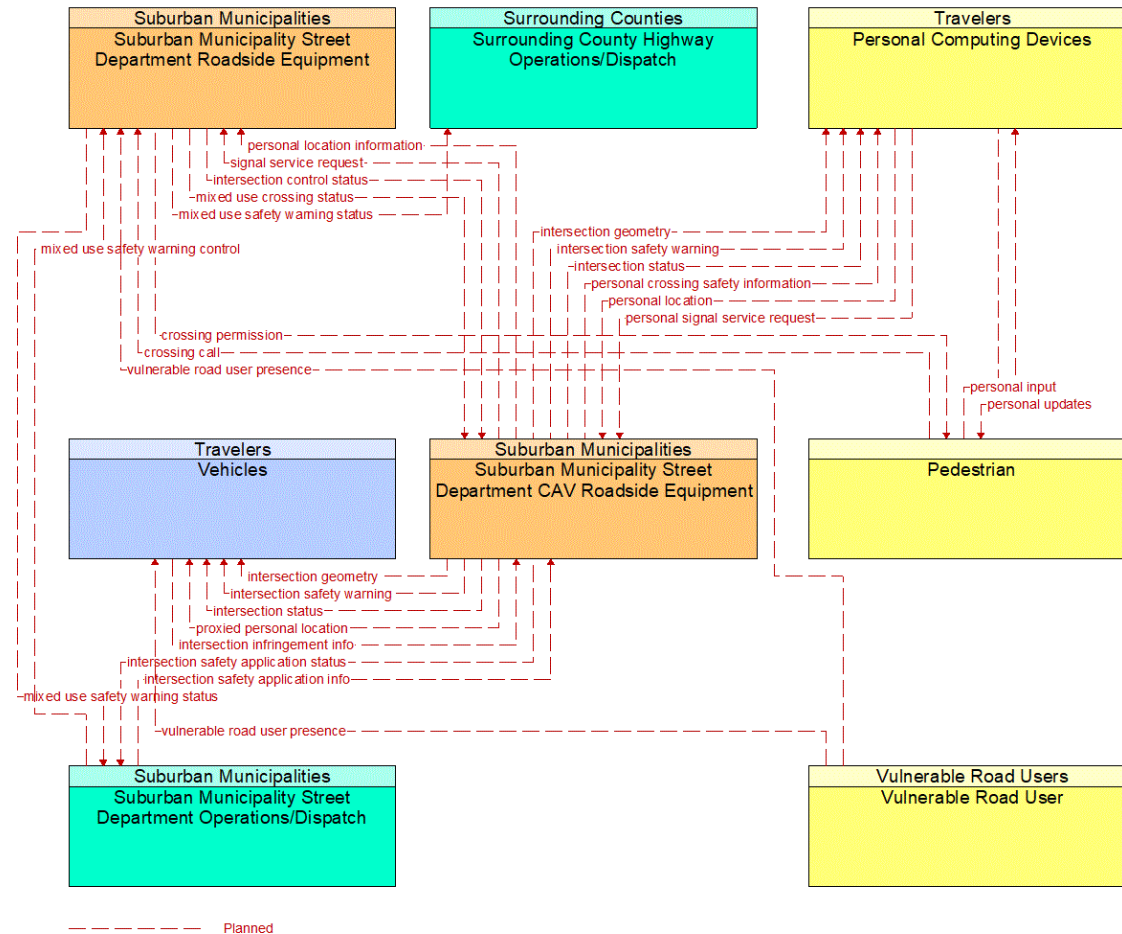 Suburban Municipalities
Suburban Municipality Street
Department Roadside Equipment
Surrounding Counties
Surrounding County Highway
Operations/Dispatch
Travelers
Personal Computing Devices
personal location information
signal service request
intersection control status
mixed use crossing status
mixed use safety warning status
mixed use safety warning control
intersection geometry
intersection safety warning
intersection status
personal crossing safety information
personal location
personal signal service request
crossing permission
crossing call
vulnerable road user presence
personal input
personal updates
Travelers
Vehicles
Suburban Municipalities
Suburban Municipality Street
Department CAV Roadside Equipment
Pedestrian
intersection geometry
intersection safety warning
intersection status
proxied personal location
intersection infringement info
intersection safety application status
intersection safety application info
mixed use safety warning status
vulnerable road user presence
Suburban Municipalities
Suburban Municipality Street
Department Operations/Dispatch
Vulnerable Road Users
Vulnerable Road User
Planned